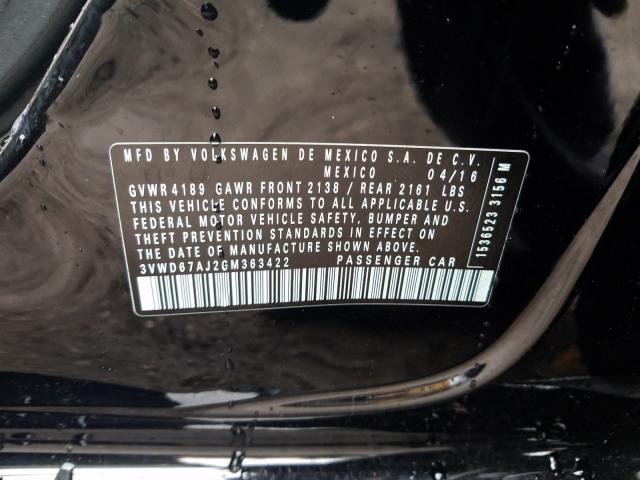 MFD BY VOLKSWAGEN DE MEXICO S.A. DE C.V.
MEXICO 04/16
GVWR 4189 GAWR FRONT 2138 / REAR 2161 LBS
THIS VEHICLE CONFORMS TO ALL APPLICABLE U.S.
FEDERAL MOTOR VEHICLE SAFETY, BUMPER AND
THEFT PREVENTION STANDARDS IN EFFECT ON
THE DATE OF MANUFACTURE SHOWN ABOVE.
3VWD67AJ2GM363422 PASSENGER CAR
1536523 3156 M